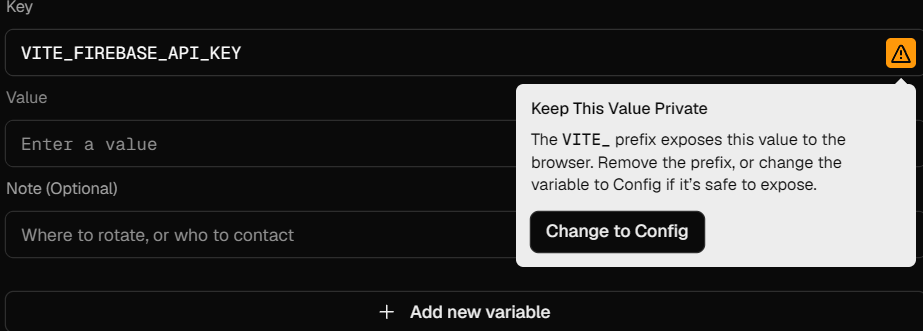 Key
VITE_FIREBASE_API_KEY
Value
Enter a value
Keep This Value Private
The VITE_ prefix exposes this value to the
browser. Remove the prefix, or change the
variable to Config if it’s safe to expose.
Change to Config
Note (Optional)
Where to rotate, or who to contact
Add new variable